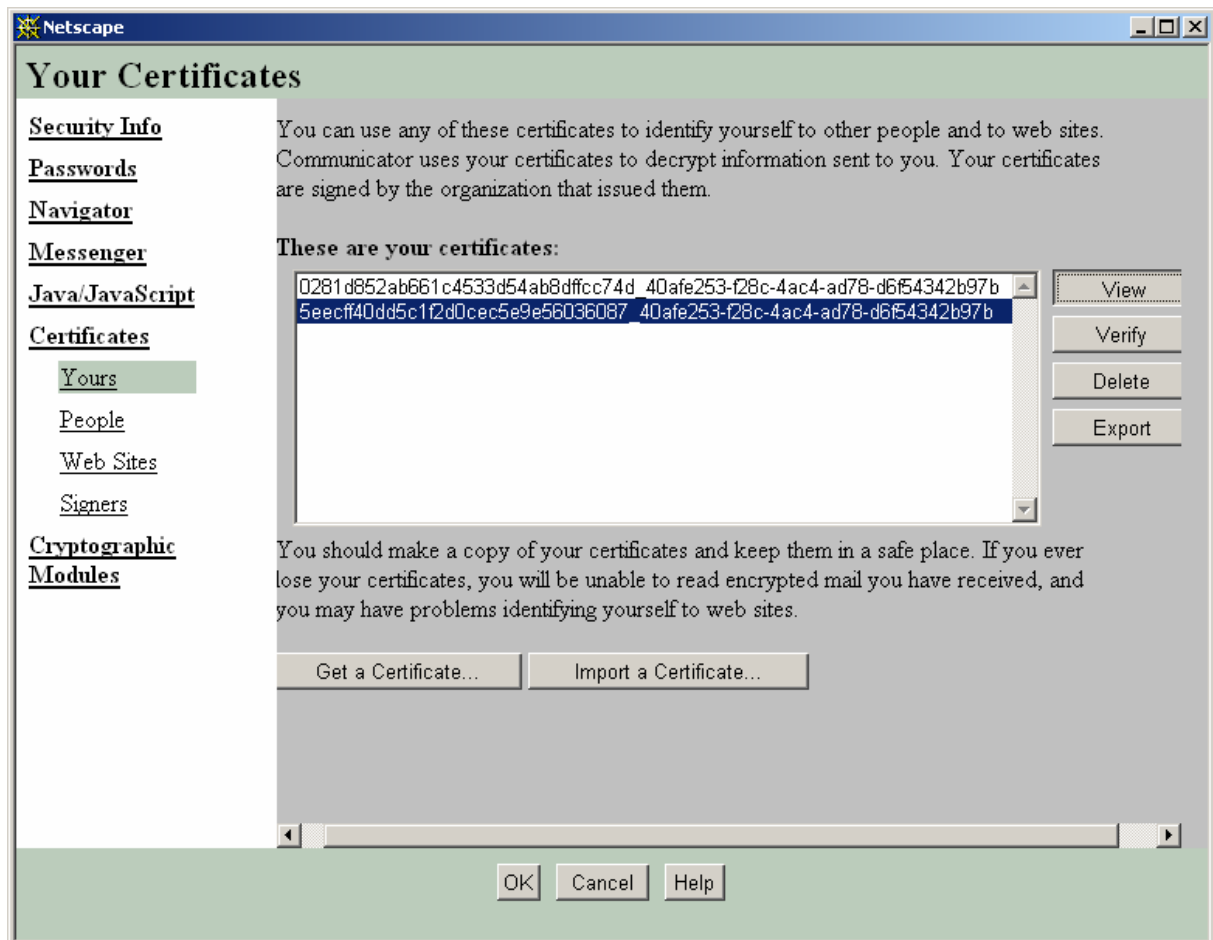 Netscape
Your Certificates
Security Info
Passwords
Navigator
Messenger
Java/JavaScript
Certificates
Yours
People
Web Sites
Signers
Cryptographic
Modules
You can use any of these certificates to identify yourself to other people and to web sites.
Communicator uses your certificates to decrypt information sent to you. Your certificates
are signed by the organization that issued them.
These are your certificates:
0281d852ab661c4533d54ab8dffcc74d_40afe253-f28c-4ac4-ad78-d6f54342b97b
5eecff40dd5c1f2d0cec5e9e56036087_40afe253-f28c-4ac4-ad78-d6f54342b97b
View
Verify
Delete
Export
You should make a copy of your certificates and keep them in a safe place. If you ever
lose your certificates, you will be unable to read encrypted mail you have received, and
you may have problems identifying yourself to web sites.
Get a Certificate...
Import a Certificate...
OK
Cancel
Help